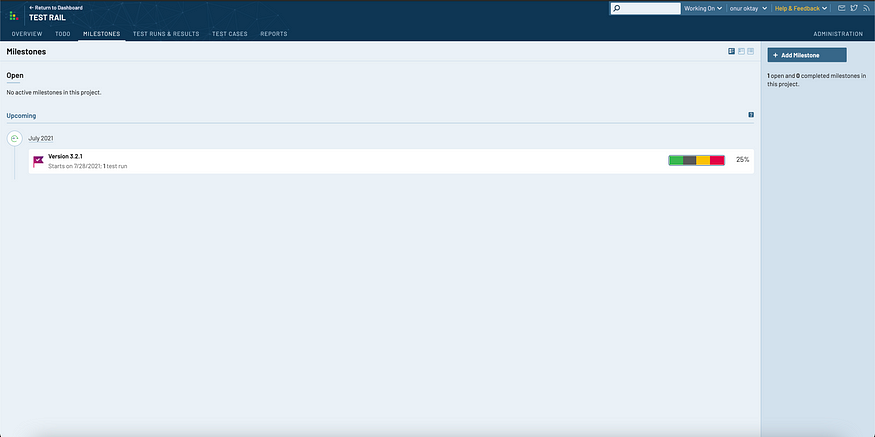 ← Return to Dashboard
TEST RAIL
Working On
onur oktay
Help & Feedback
OVERVIEW
TODO
MILESTONES
TEST RUNS & RESULTS
TEST CASES
REPORTS
ADMINISTRATION
Milestones
Open
No active milestones in this project.
Upcoming
?
July 2021
Version 3.2.1
Starts on 7/28/2021; 1 test run
25%
+ Add Milestone
1 open and 0 completed milestones in
this project.